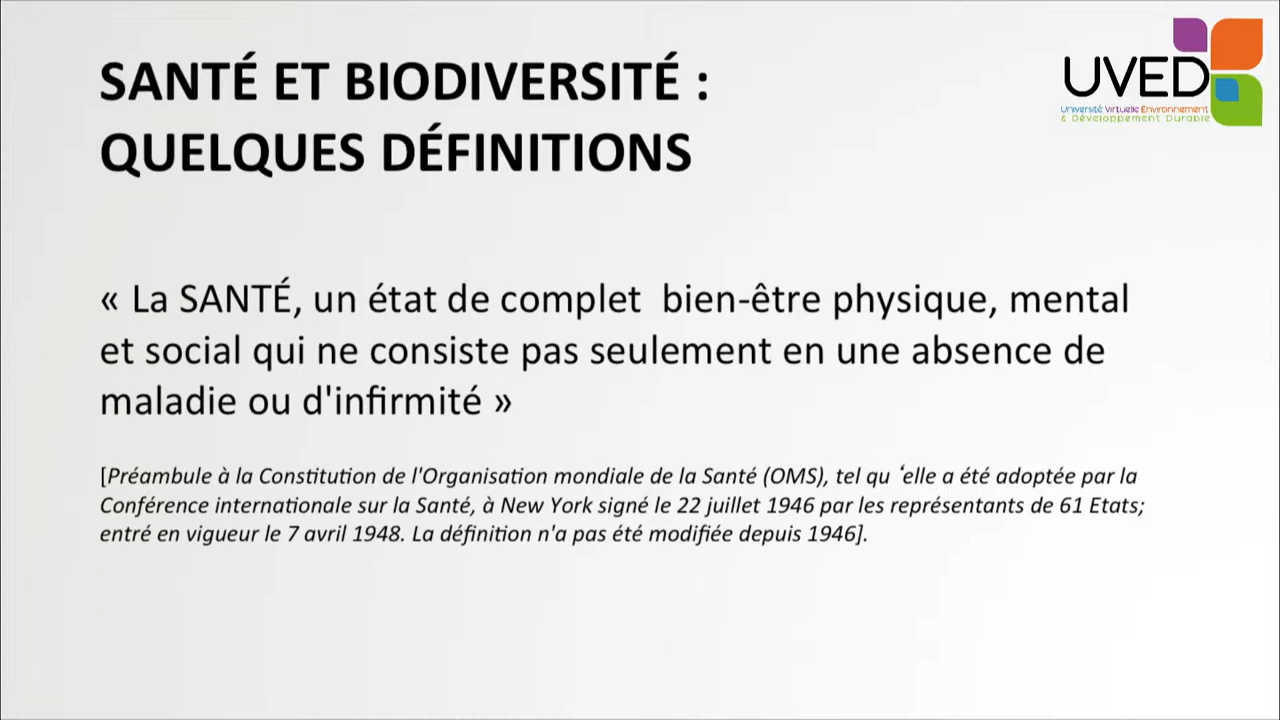 SANTÉ ET BIODIVERSITÉ :
QUELQUES DÉFINITIONS
UVED
Université Virtuelle Environnement
& Développement Durable
« La SANTÉ, un état de complet  bien-être physique, mental
et social qui ne consiste pas seulement en une absence de
maladie ou d'infirmité »
[Préambule à la Constitution de l'Organisation mondiale de la Santé (OMS), tel qu ‘elle a été adoptée par la
Conférence internationale sur la Santé, à New York signé le 22 juillet 1946 par les représentants de 61 Etats;
entré en vigueur le 7 avril 1948. La définition n'a pas été modifiée depuis 1946].